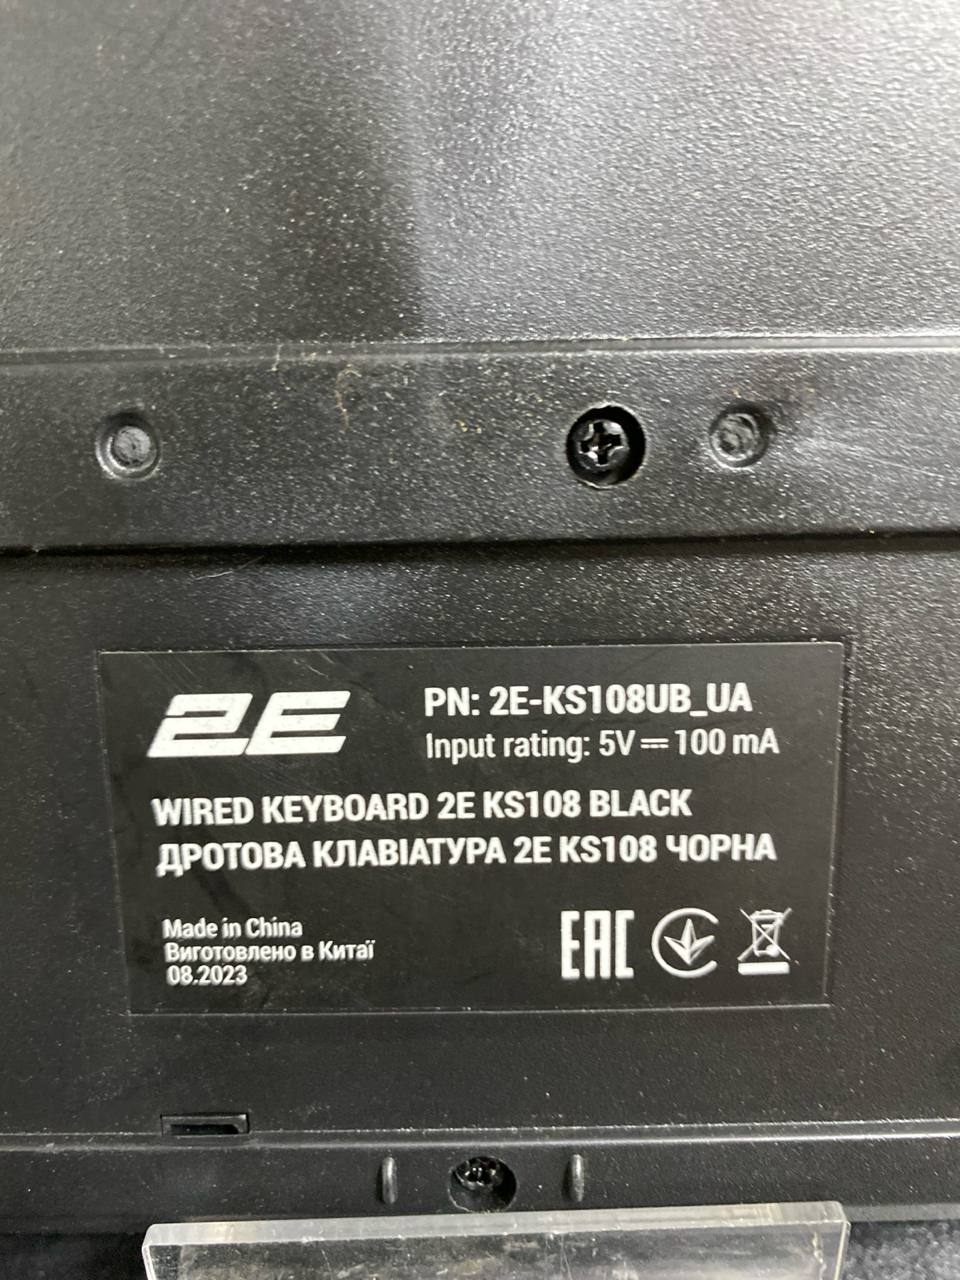 2E
PN: 2E-KS108UB_UA
Input rating: 5V ⎓ 100 mA
WIRED KEYBOARD 2E KS108 BLACK
ДРОТОВА КЛАВІАТУРА 2E KS108 ЧОРНА
Made in China
Виготовлено в Китаї
08.2023
EAC